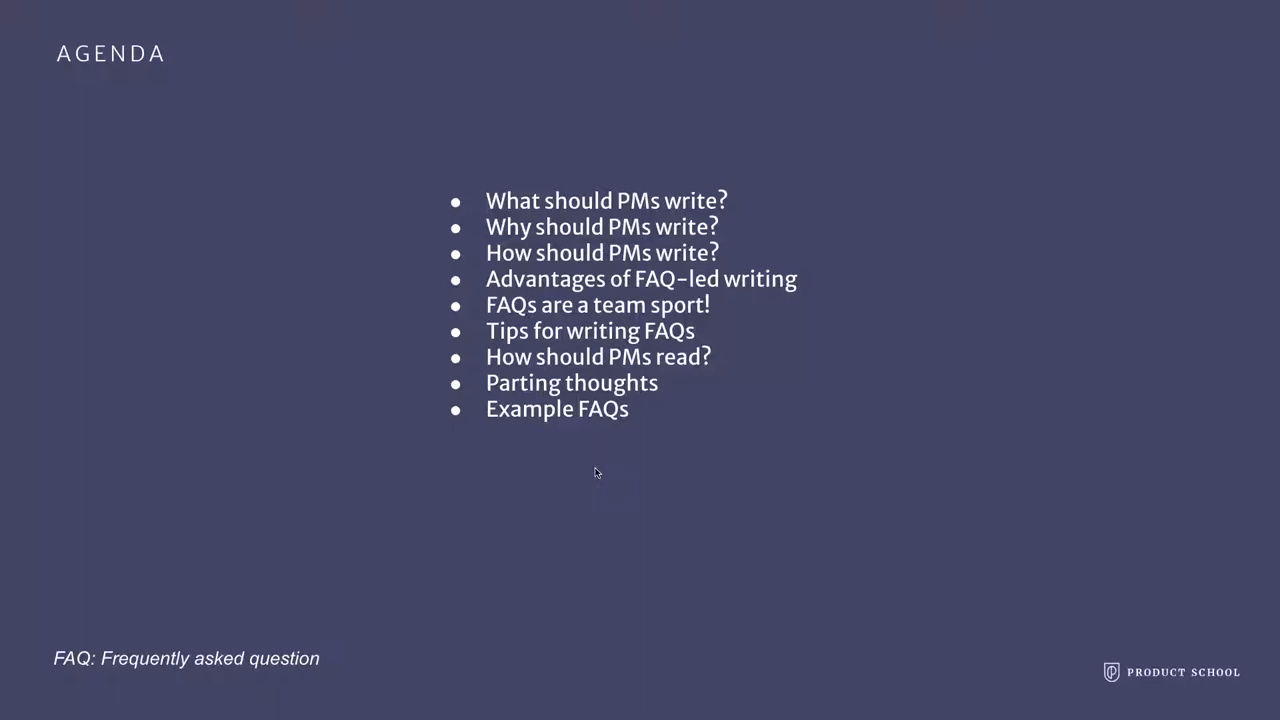 AGENDA
● What should PMs write?
● Why should PMs write?
● How should PMs write?
● Advantages of FAQ-led writing
● FAQs are a team sport!
● Tips for writing FAQs
● How should PMs read?
● Parting thoughts
● Example FAQs
FAQ: Frequently asked question
PRODUCT SCHOOL